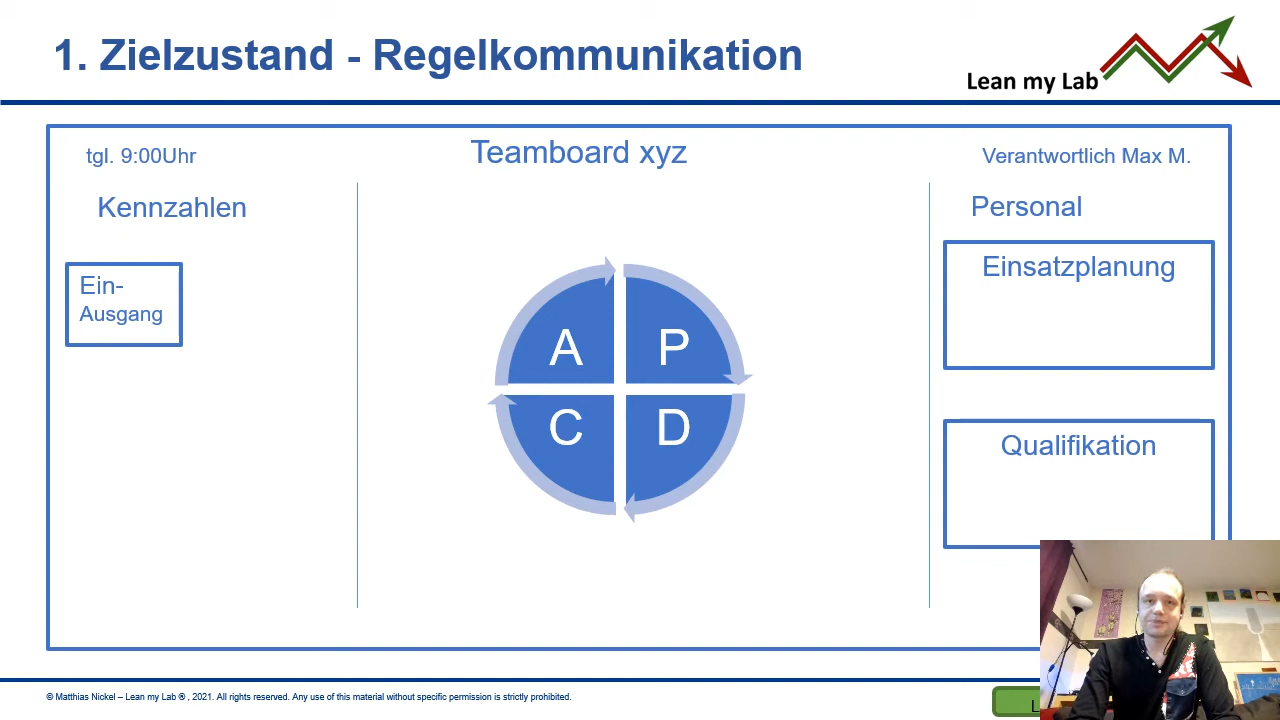 1. Zielzustand - Regelkommunikation
Lean my Lab
tgl. 9:00Uhr
Teamboard xyz
Verantwortlich Max M.
Kennzahlen
Personal
Ein-
Ausgang
Einsatzplanung
A
P
C
D
Qualifikation
© Matthias Nickel – Lean my Lab ® , 2021. All rights reserved. Any use of this material without specific permission is strictly prohibited.